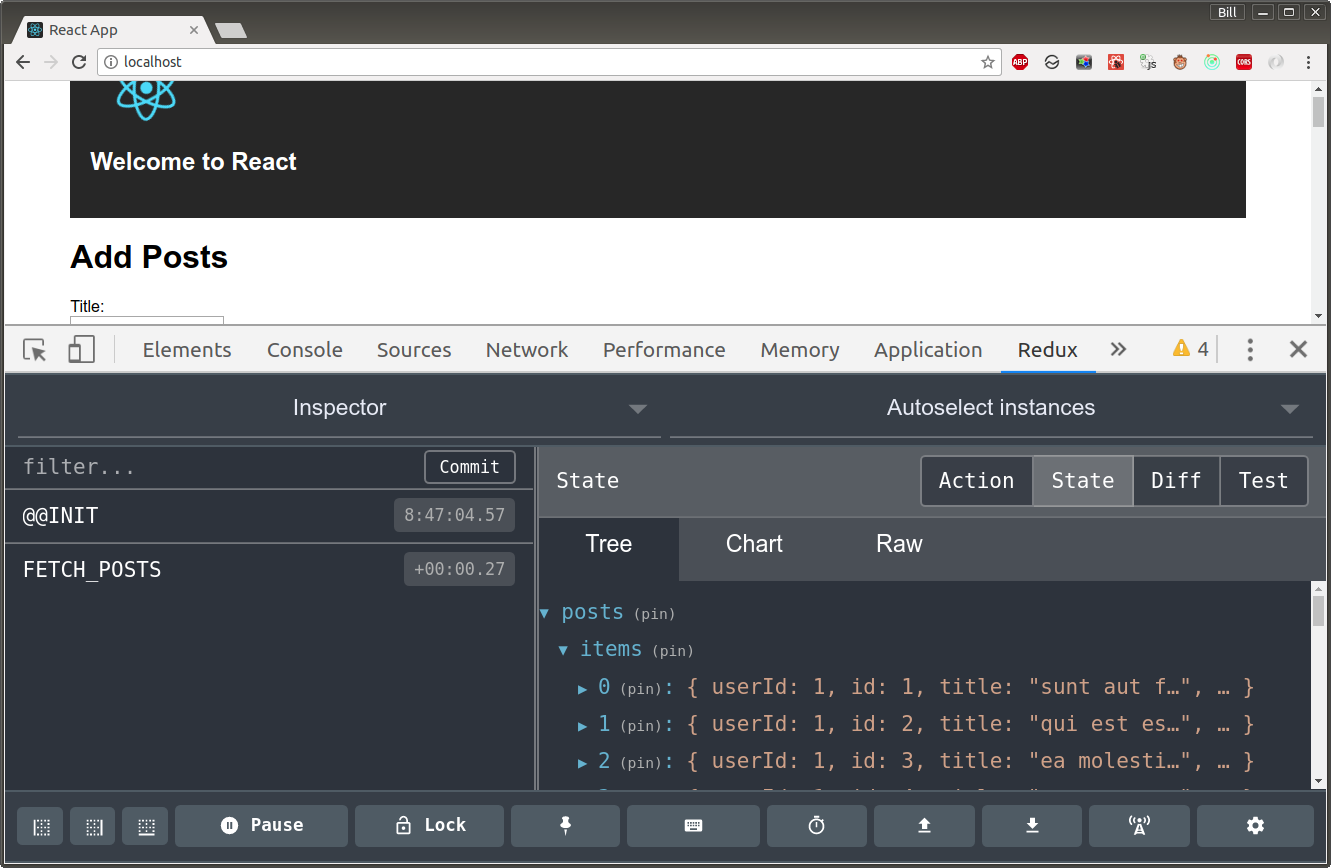 Bill
React App
localhost
ABP
JS
CORS
Welcome to React
Add Posts
Title:
Elements Console Sources Network Performance Memory Application Redux » 4
Inspector Autoselect instances
filter... Commit
State Action State Diff Test
@@INIT 8:47:04.57
Tree Chart Raw
FETCH_POSTS +00:00.27
▼ posts (pin)
▼ items (pin)
▶ 0 (pin): { userId: 1, id: 1, title: "sunt aut f…", … }
▶ 1 (pin): { userId: 1, id: 2, title: "qui est es…", … }
▶ 2 (pin): { userId: 1, id: 3, title: "ea molesti…", … }
Pause Lock